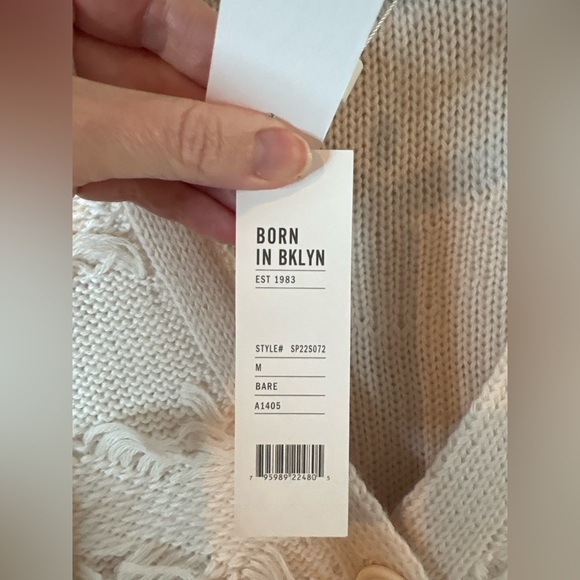 BORN
IN BKLYN
EST 1983
STYLE# SP22S072
M
BARE
A1405
7 95989 22480 5